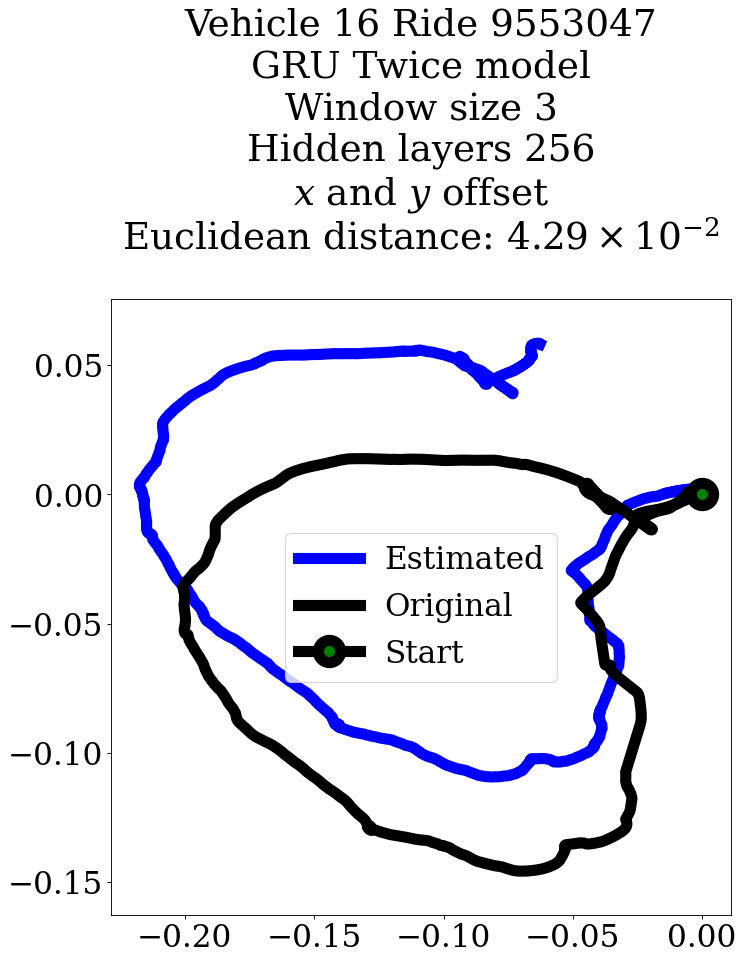 Vehicle 16 Ride 9553047
GRU Twice model
Window size 3
Hidden layers 256
x and y offset
Euclidean distance: 4.29 × 10⁻²
0.05
0.00
−0.05
−0.10
−0.15
Estimated
Original
Start
−0.20
−0.15
−0.10
−0.05
0.00